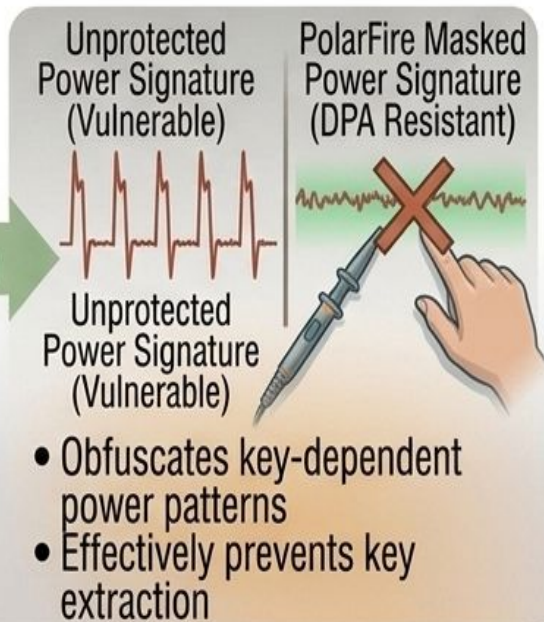 Unprotected
Power Signature
(Vulnerable)
PolarFire Masked
Power Signature
(DPA Resistant)
Unprotected
Power Signature
(Vulnerable)
• Obfuscates key-dependent
power patterns
• Effectively prevents key
extraction